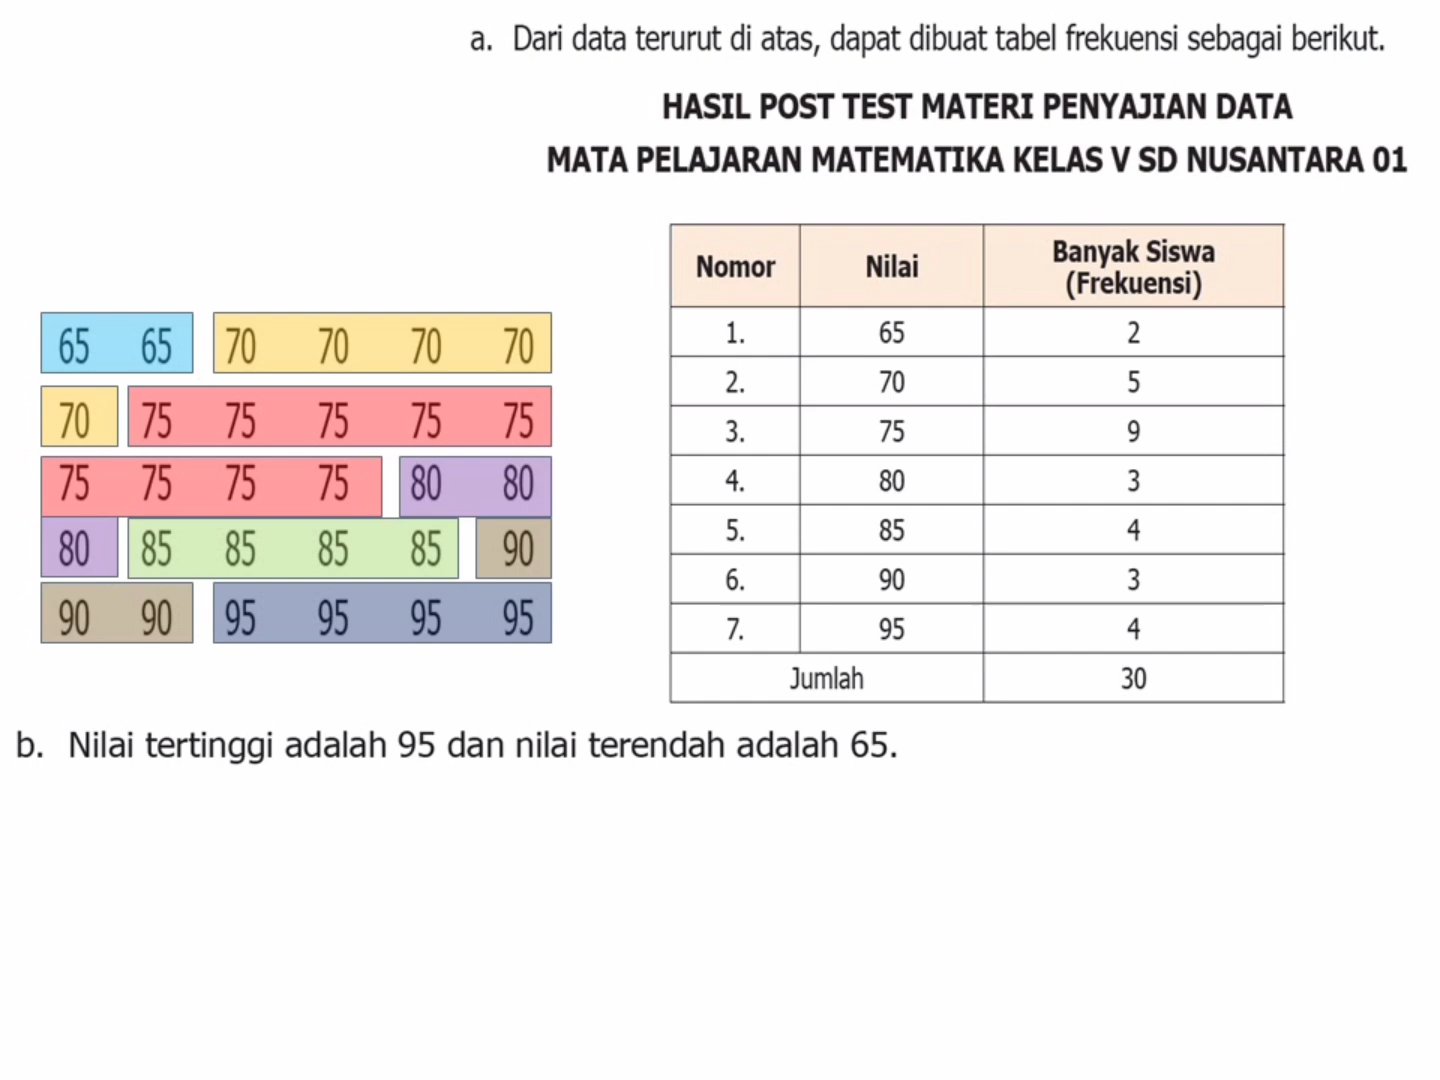 a. Dari data terurut di atas, dapat dibuat tabel frekuensi sebagai berikut.
HASIL POST TEST MATERI PENYAJIAN DATA
MATA PELAJARAN MATEMATIKA KELAS V SD NUSANTARA 01
65 65 70 70 70 70
70 75 75 75 75 75
75 75 75 75 80 80
80 85 85 85 85 90
90 90 95 95 95 95
Nomor Nilai Banyak Siswa (Frekuensi)
1. 65 2
2. 70 5
3. 75 9
4. 80 3
5. 85 4
6. 90 3
7. 95 4
Jumlah 30
b. Nilai tertinggi adalah 95 dan nilai terendah adalah 65.